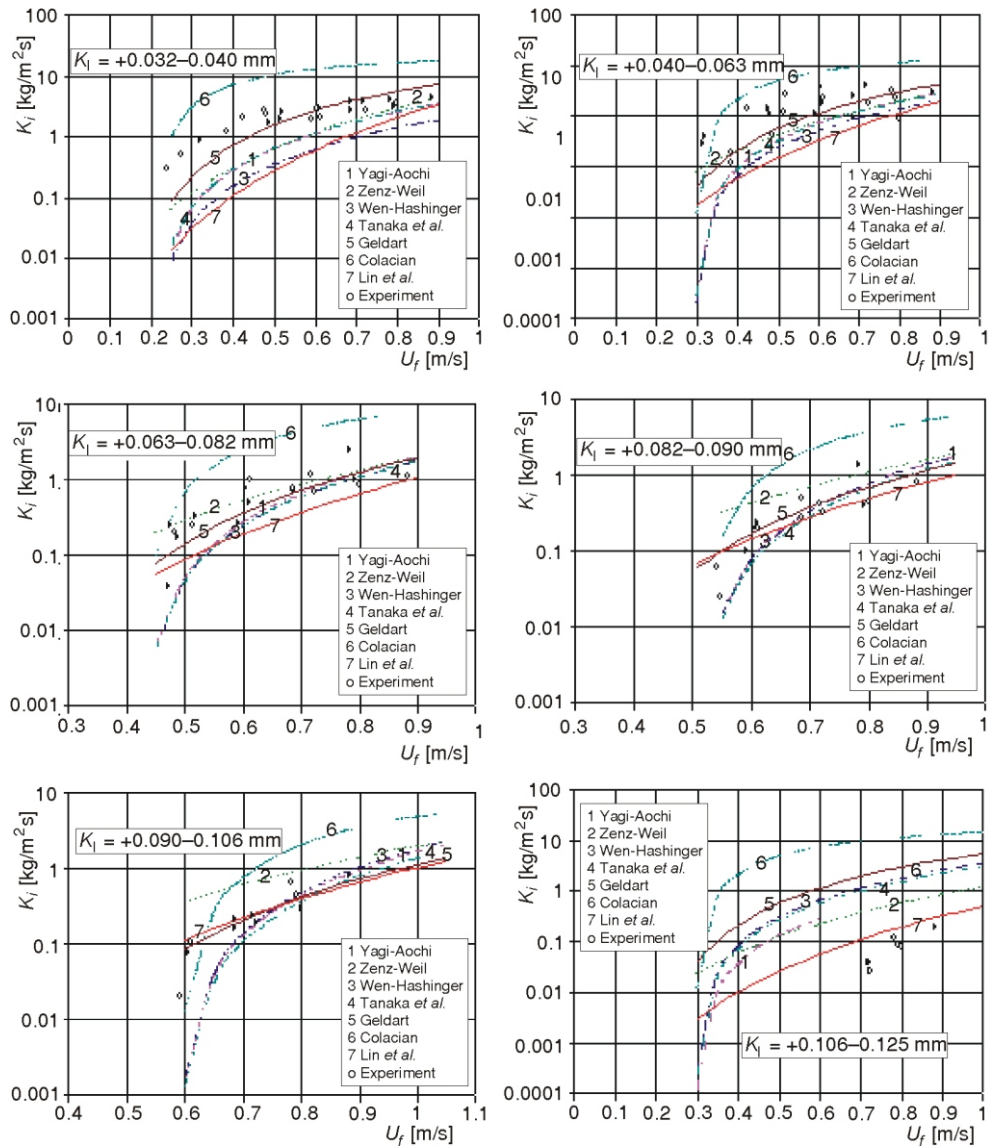 100
10
1
0.1
0.01
0.001
K_i [kg/m²s]
K_I = +0.032–0.040 mm
6
2
5
1
3
4
7
1 Yagi-Aochi
2 Zenz-Weil
3 Wen-Hashinger
4 Tanaka et al.
5 Geldart
6 Colacian
7 Lin et al.
o Experiment
0 0.1 0.2 0.3 0.4 0.5 0.6 0.7 0.8 0.9 1
U_f [m/s]
100
10
1
0.1
0.01
0.001
0.0001
K_i [kg/m²s]
K_I = +0.040–0.063 mm
6
5
2
4
3
1
7
1 Yagi-Aochi
2 Zenz-Weil
3 Wen-Hashinger
4 Tanaka et al.
5 Geldart
6 Colacian
7 Lin et al.
o Experiment
0 0.1 0.2 0.3 0.4 0.5 0.6 0.7 0.8 0.9 1
U_f [m/s]
10
1
0.1
0.01
0.001
K_i [kg/m²s]
K_I = +0.063–0.082 mm
6
4
2
1
5
3
7
1 Yagi-Aochi
2 Zenz-Weil
3 Wen-Hashinger
4 Tanaka et al.
5 Geldart
6 Colacian
7 Lin et al.
o Experiment
0.3 0.4 0.5 0.6 0.7 0.8 0.9 1
U_f [m/s]
10
1
0.1
0.01
0.001
K_i [kg/m²s]
K_I = +0.082–0.090 mm
6
1
2
7
5
4
3
1 Yagi-Aochi
2 Zenz-Weil
3 Wen-Hashinger
4 Tanaka et al.
5 Geldart
6 Colacian
7 Lin et al.
o Experiment
0.3 0.4 0.5 0.6 0.7 0.8 0.9 1
U_f [m/s]
10
1
0.1
0.01
0.001
K_i [kg/m²s]
K_I = +0.090–0.106 mm
6
3 1 4 5
2
7
1 Yagi-Aochi
2 Zenz-Weil
3 Wen-Hashinger
4 Tanaka et al.
5 Geldart
6 Colacian
7 Lin et al.
o Experiment
0.4 0.5 0.6 0.7 0.8 0.9 1 1.1
U_f [m/s]
100
10
1
0.1
0.01
0.001
0.0001
K_i [kg/m²s]
1 Yagi-Aochi
2 Zenz-Weil
3 Wen-Hashinger
4 Tanaka et al.
5 Geldart
6 Colacian
7 Lin et al.
o Experiment
6
6
4
5
3
2
7
1
K_I = +0.106–0.125 mm
0 0.1 0.2 0.3 0.4 0.5 0.6 0.7 0.8 0.9 1
U_f [m/s]